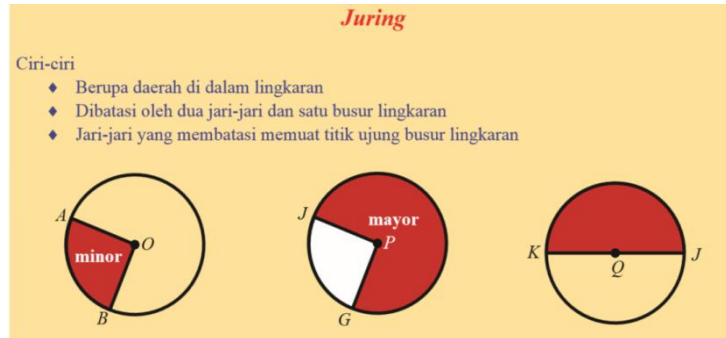 Juring
Ciri-ciri
♦ Berupa daerah di dalam lingkaran
♦ Dibatasi oleh dua jari-jari dan satu busur lingkaran
♦ Jari-jari yang membatasi memuat titik ujung busur lingkaran
A
minor
O
B
J
mayor
P
G
K
Q
J